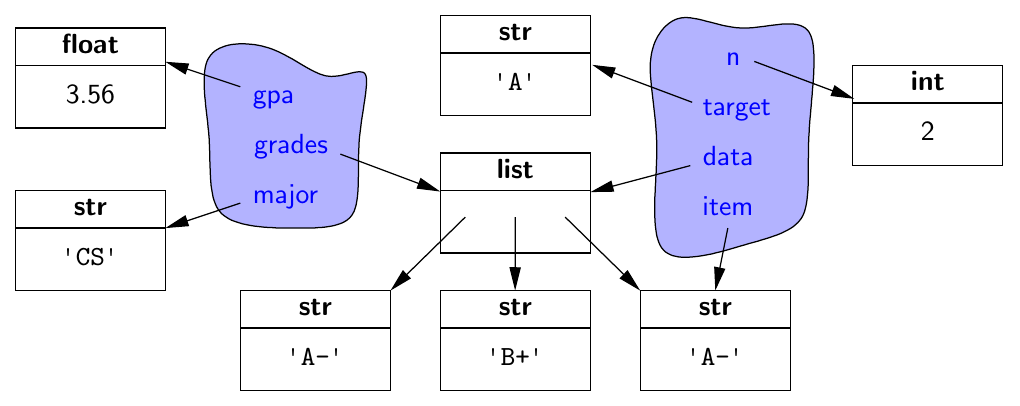 float
3.56
str
'CS'
gpa
grades
major
str
'A'
list
n
target
data
item
int
2
str
'A-'
str
'B+'
str
'A-'